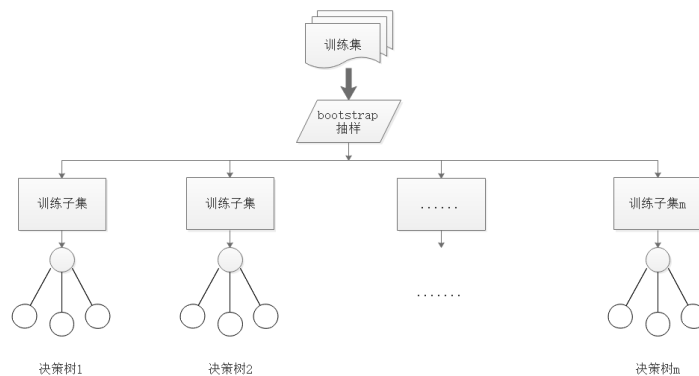 训练集
bootstrap
抽样
训练子集
训练子集
......
训练子集m
.......
决策树1
决策树2
决策树m